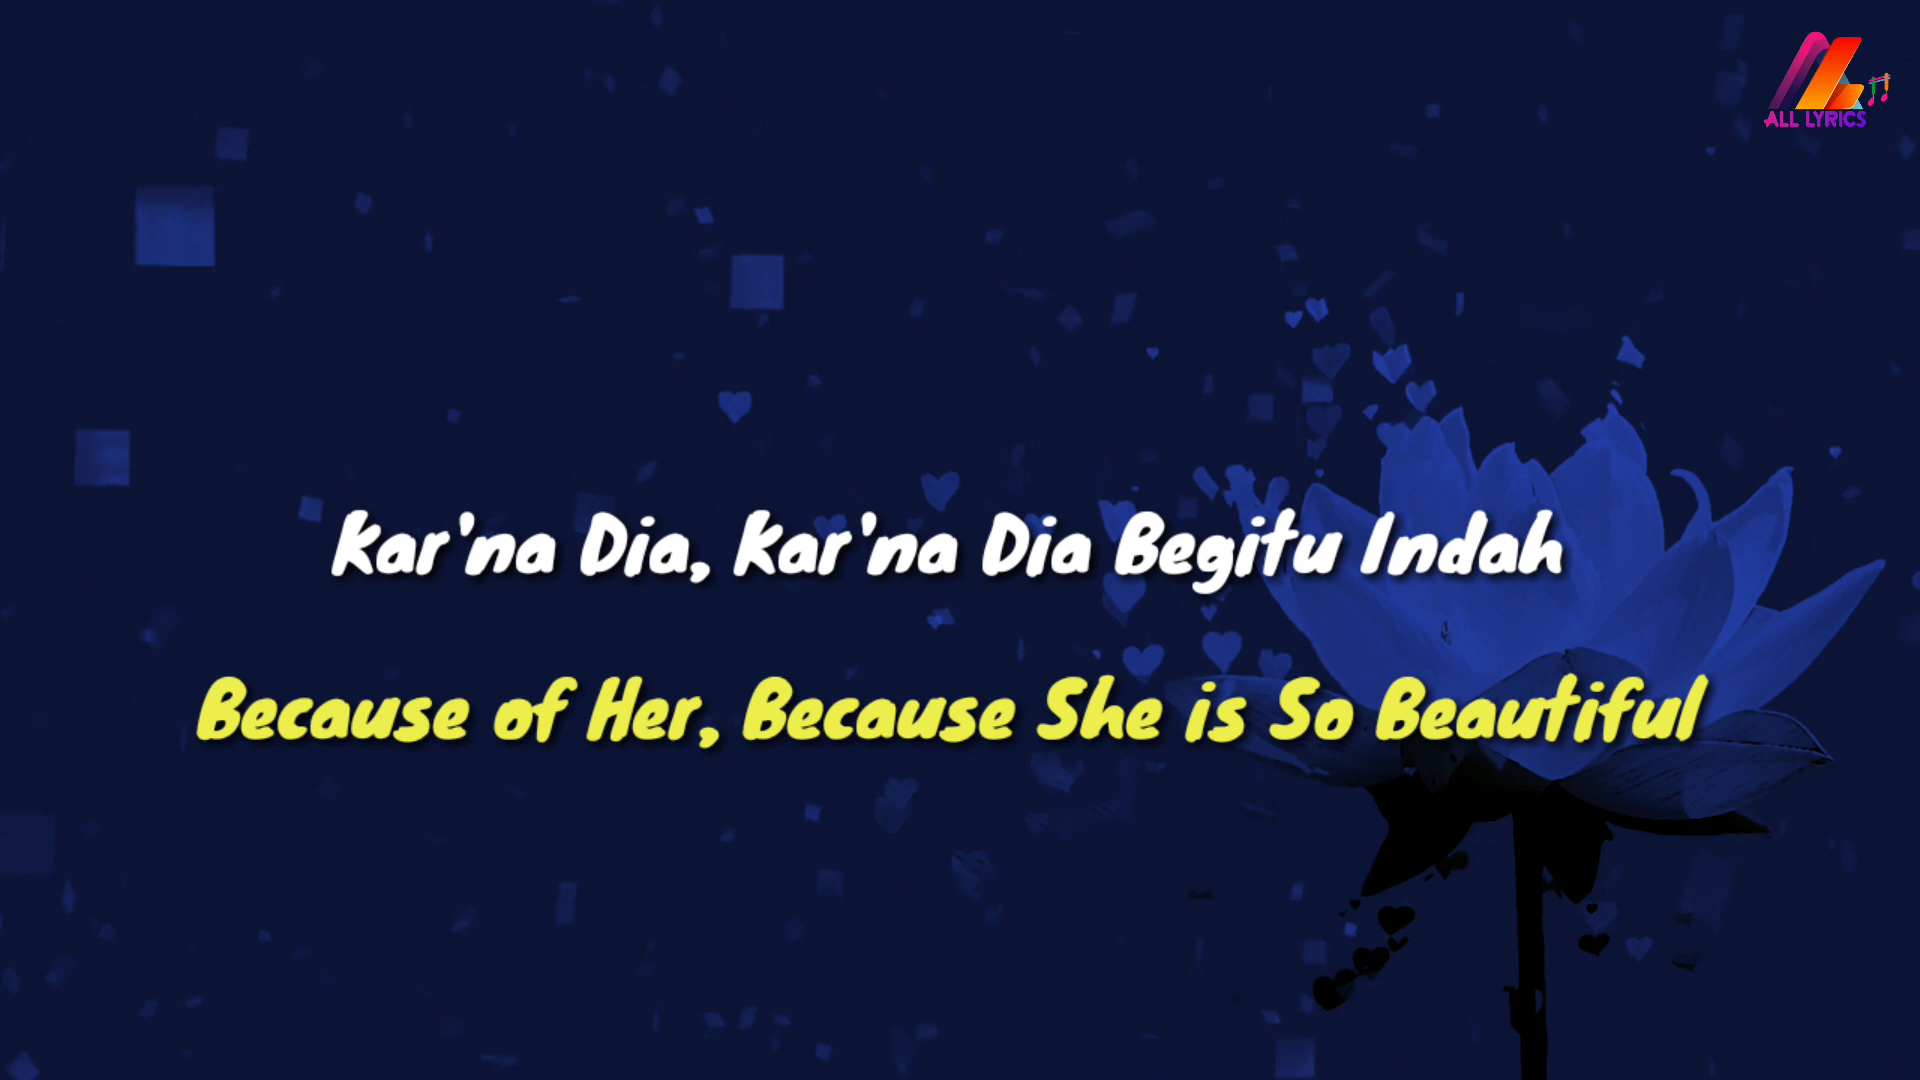 ALL LYRICS
Kar'na Dia, Kar'na Dia Begitu Indah
Because of Her, Because She is So Beautiful